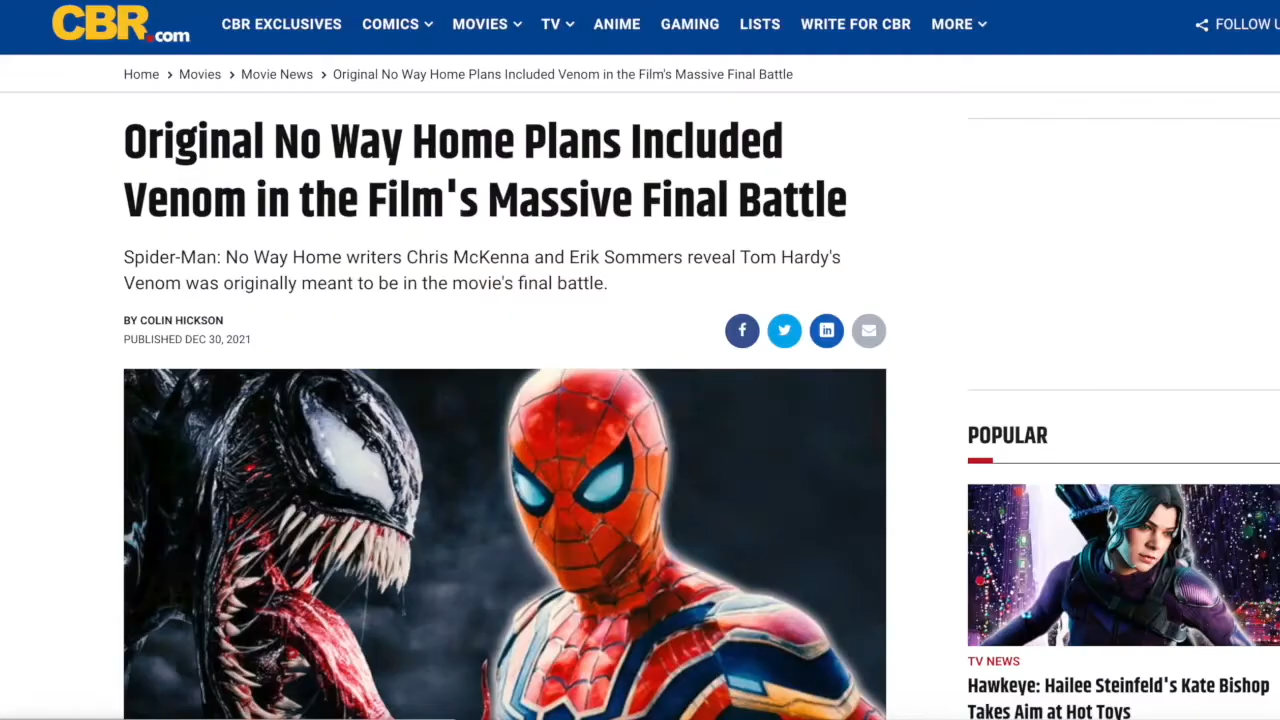 CBR.com
CBR EXCLUSIVES COMICS MOVIES TV ANIME GAMING LISTS WRITE FOR CBR MORE FOLLOW U
Home > Movies > Movie News > Original No Way Home Plans Included Venom in the Film's Massive Final Battle
Original No Way Home Plans Included
Venom in the Film's Massive Final Battle
Spider-Man: No Way Home writers Chris McKenna and Erik Sommers reveal Tom Hardy's
Venom was originally meant to be in the movie's final battle.
BY COLIN HICKSON
PUBLISHED DEC 30, 2021
POPULAR
TV NEWS
Hawkeye: Hailee Steinfeld's Kate Bishop
Takes Aim at Hot Toys